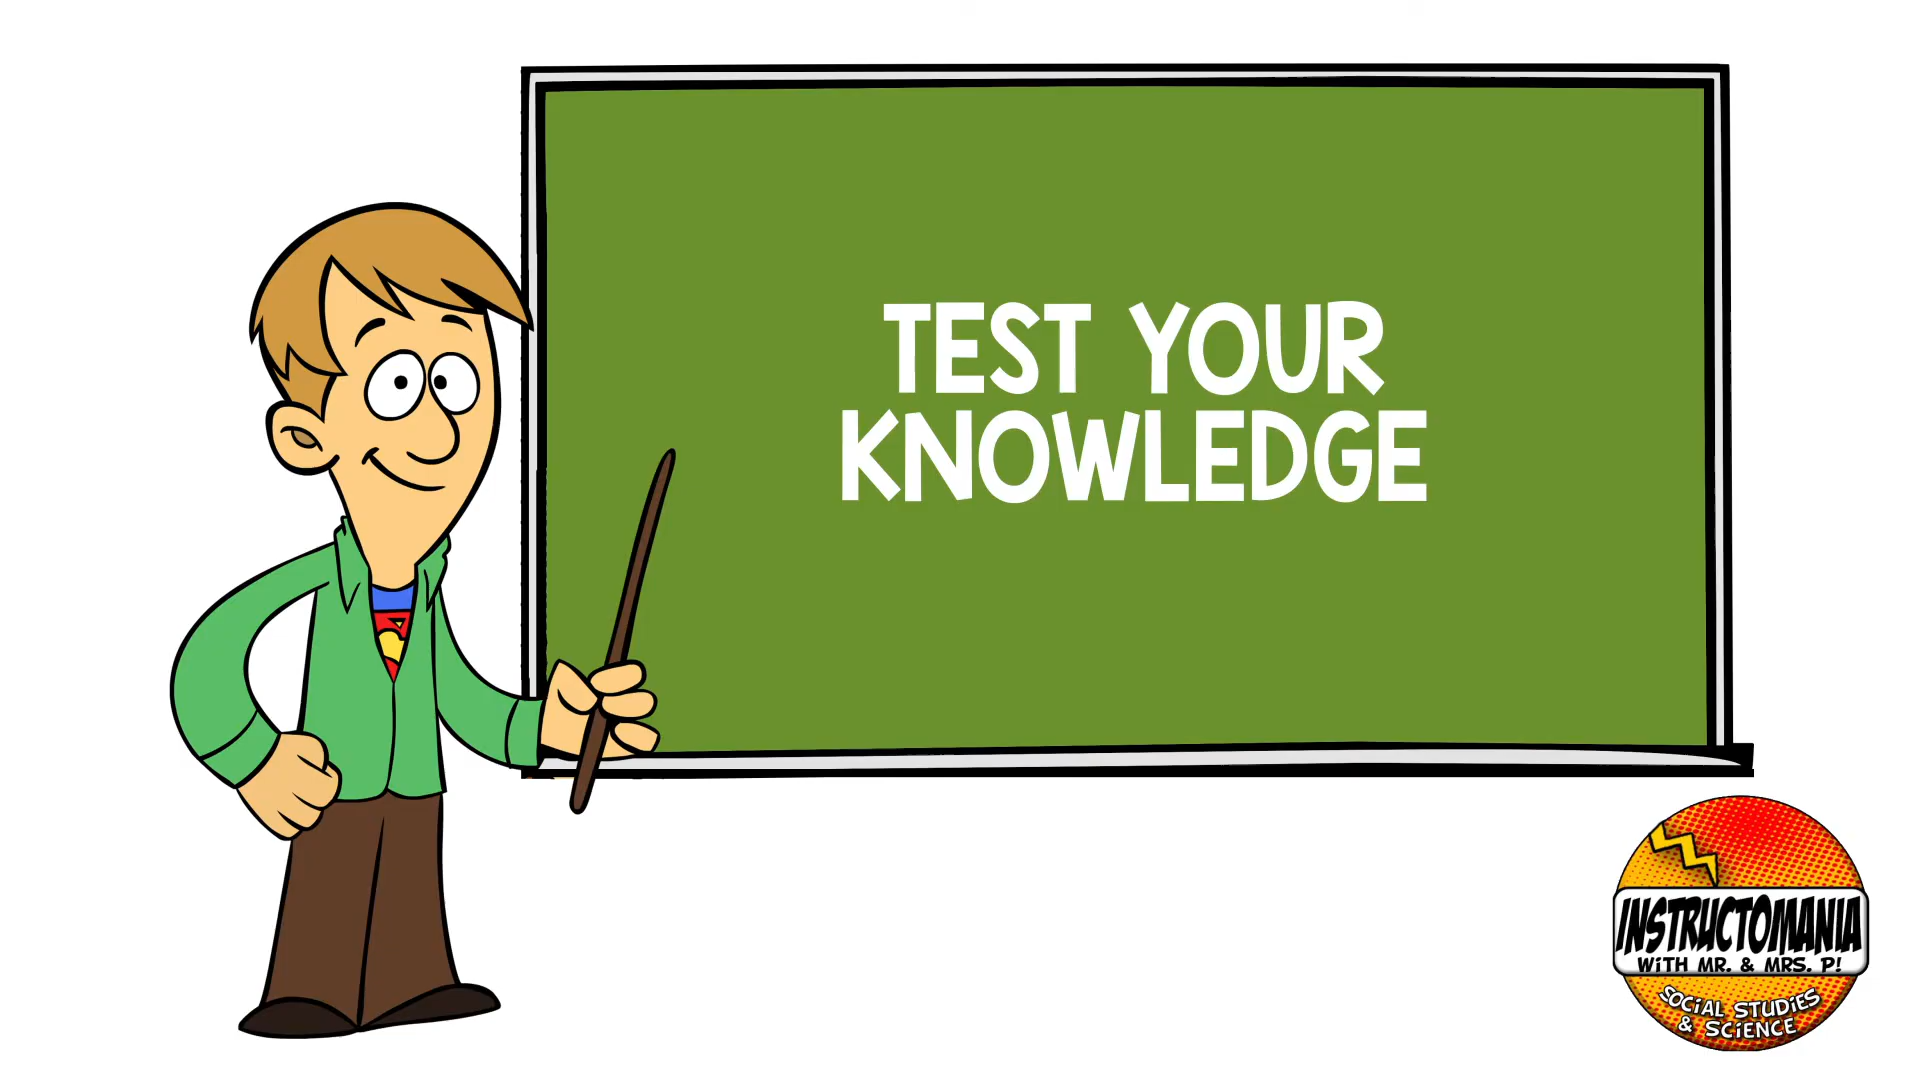 TEST YOUR
KNOWLEDGE
INSTRUCTOMANIA
WITH MR. & MRS. P!
SOCIAL STUDIES
& SCIENCE